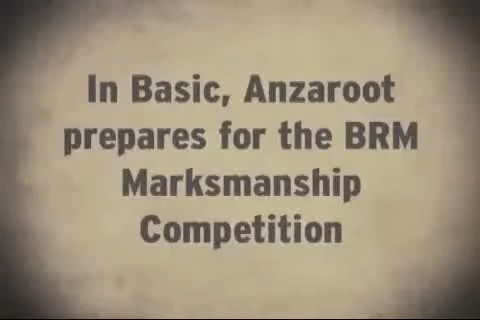 In Basic, Anzaroot
prepares for the BRM
Marksmanship
Competition